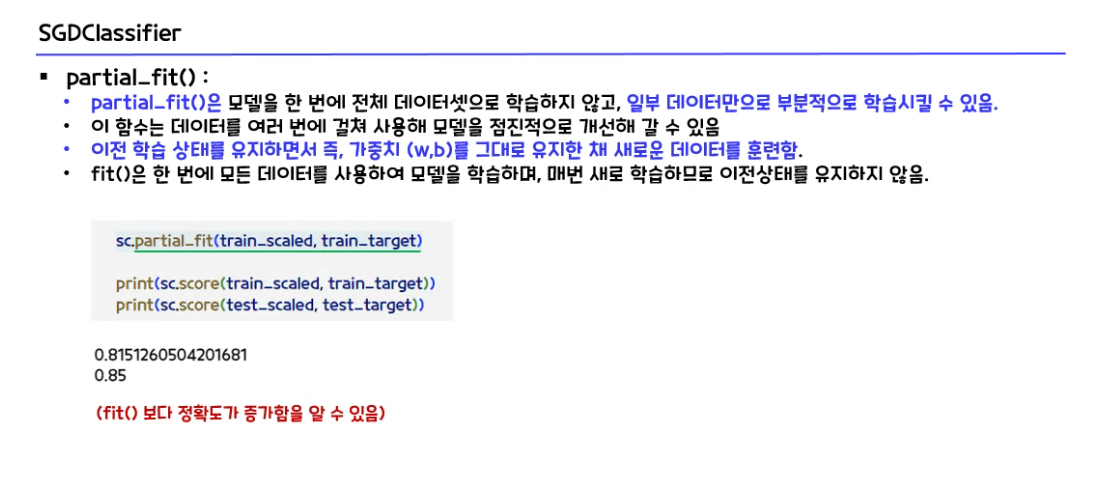 SGDClassifier
▪ partial_fit() :
• partial_fit()은 모델을 한 번에 전체 데이터셋으로 학습하지 않고, 일부 데이터만으로 부분적으로 학습시킬 수 있음.
• 이 함수는 데이터를 여러 번에 걸쳐 사용해 모델을 점진적으로 개선해 갈 수 있음
• 이전 학습 상태를 유지하면서 즉, 가중치 (w,b)를 그대로 유지한 채 새로운 데이터를 훈련함.
• fit()은 한 번에 모든 데이터를 사용하여 모델을 학습하며, 매번 새로 학습하므로 이전상태를 유지하지 않음.
sc.partial_fit(train_scaled, train_target)
print(sc.score(train_scaled, train_target))
print(sc.score(test_scaled, test_target))
0.8151260504201681
0.85
(fit() 보다 정확도가 증가함을 알 수 있음)